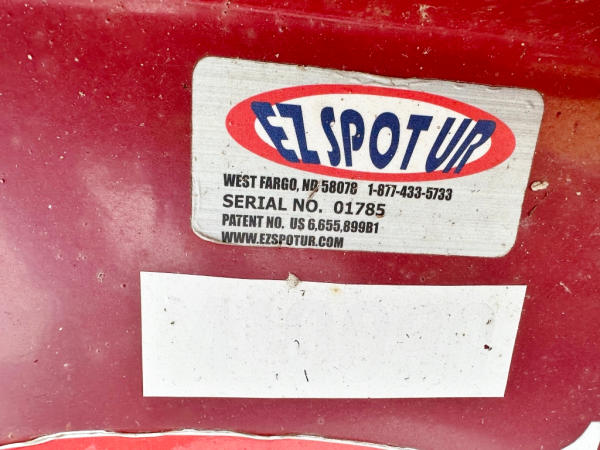 EZ SPOT UR
WEST FARGO, ND 58078 1-877-433-5733
SERIAL NO. 01785
PATENT NO. US 6,655,899B1
WWW.EZSPOTUR.COM